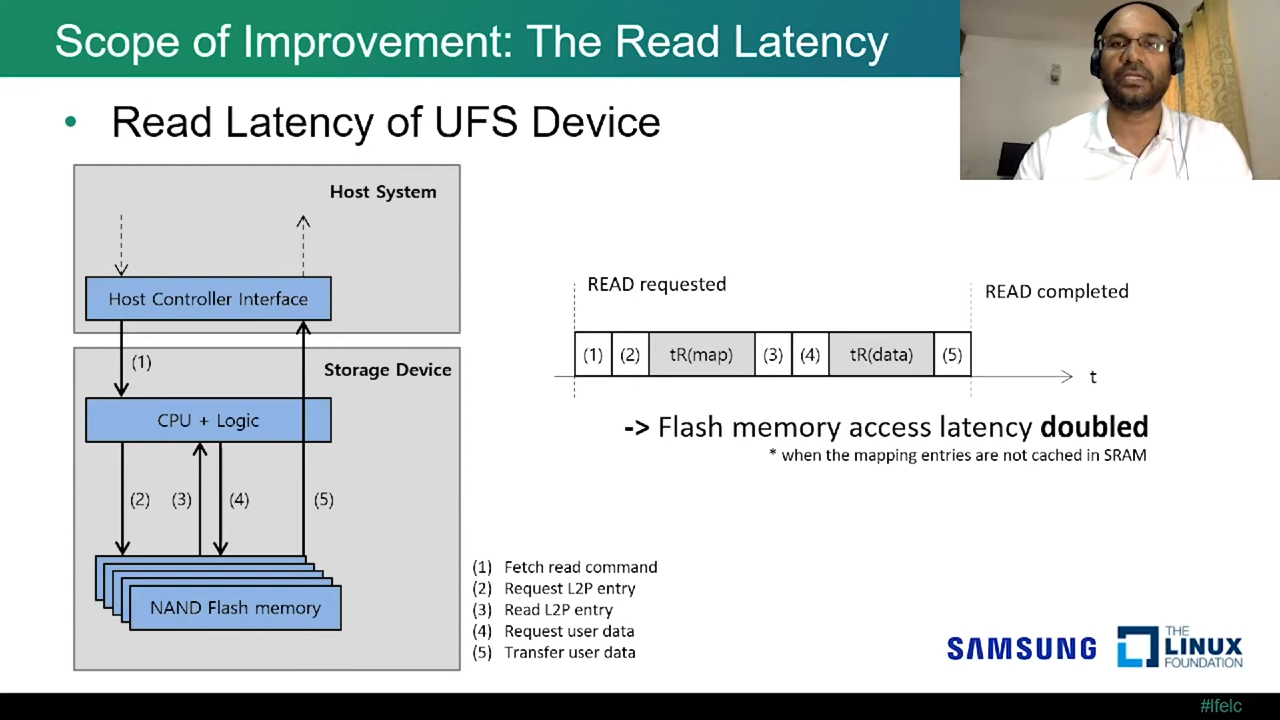 Scope of Improvement: The Read Latency
• Read Latency of UFS Device
Host System
Host Controller Interface
(1)
Storage Device
CPU + Logic
(2)
(3)
(4)
(5)
NAND Flash memory
READ requested
READ completed
(1) (2) tR(map) (3) (4) tR(data) (5)
t
-> Flash memory access latency doubled
* when the mapping entries are not cached in SRAM
(1) Fetch read command
(2) Request L2P entry
(3) Read L2P entry
(4) Request user data
(5) Transfer user data
SAMSUNG
THE
LINUX
FOUNDATION
#lfelc